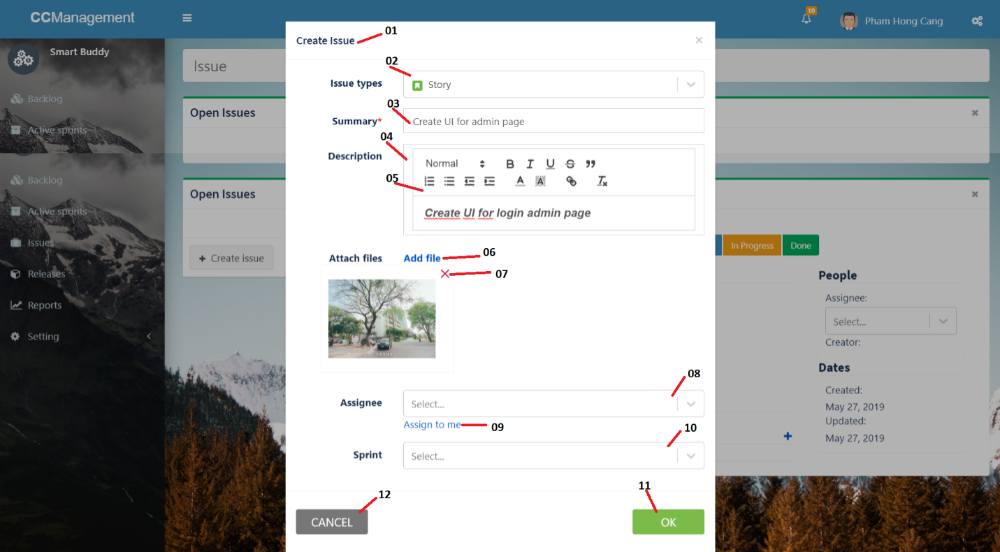 CCManagement
10
Pham Hong Cang
Smart Buddy
Backlog
Active sprints
Backlog
Active sprints
Issues
Releases
Reports
Setting
Issue
Open Issues
Open Issues
Create issue
Create Issue
01
02
Issue types
Story
03
Summary*
Create UI for admin page
04
Description
Normal
B I U S
05
Create UI for login admin page
Attach files
Add file
06
07
08
Assignee
Select...
Assign to me
09
10
Sprint
Select...
11
12
CANCEL
OK
In Progress
Done
People
Assignee:
Select...
Creator:
Dates
Created:
May 27, 2019
Updated:
May 27, 2019